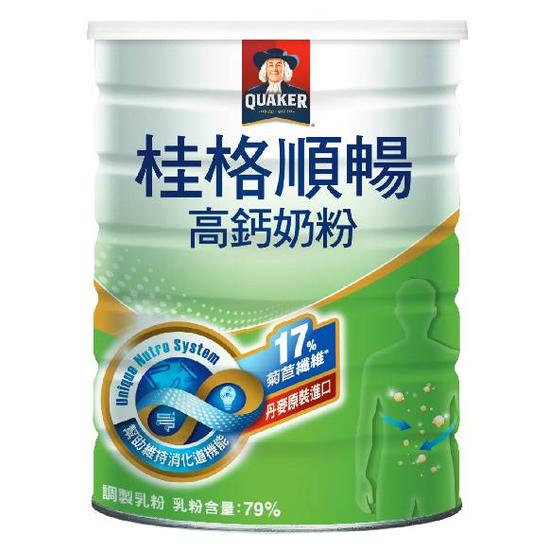 QUAKER
桂格順暢
高鈣奶粉
Unique Nutro System
17%
菊苣纖維*
丹麥原裝進口
幫助維持消化道機能
調製乳粉 乳粉含量:79%